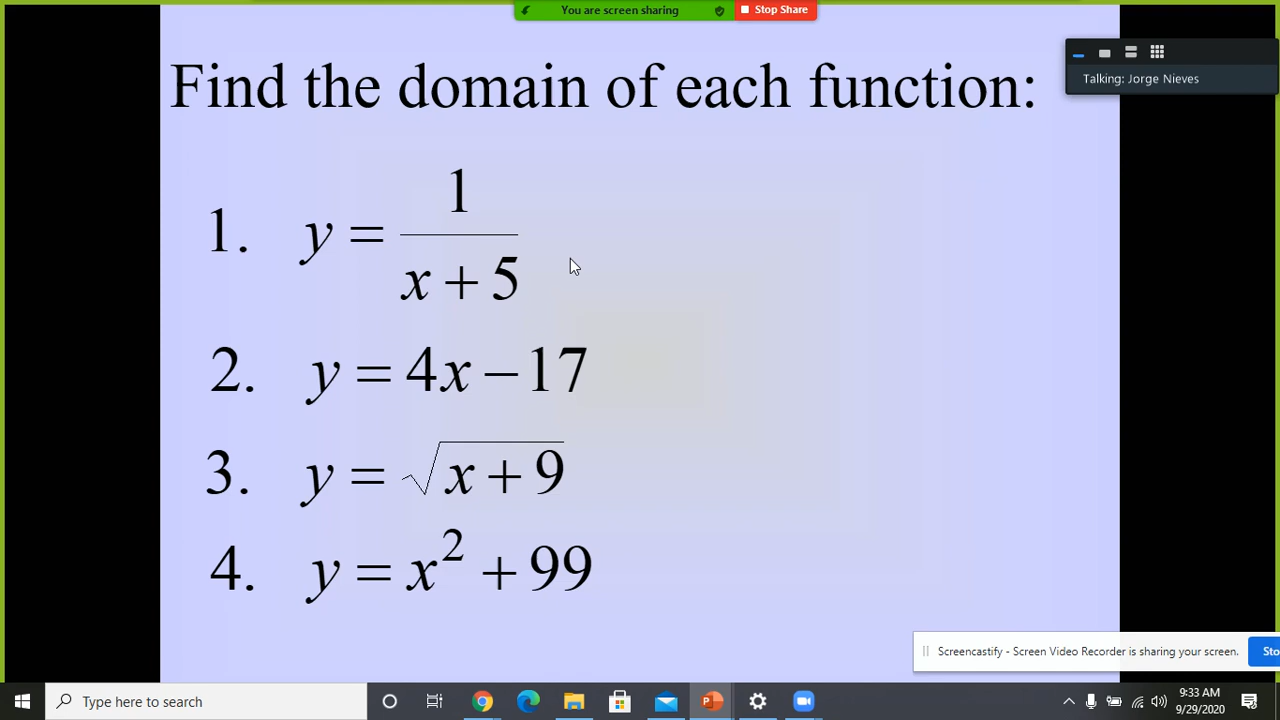 You are screen sharing Stop Share
Talking: Jorge Nieves
Find the domain of each function:
1. y = 1/(x + 5)
2. y = 4x − 17
3. y = √(x + 9)
4. y = x² + 99
Screencastify - Screen Video Recorder is sharing your screen. Sto
Type here to search
9:33 AM
9/29/2020